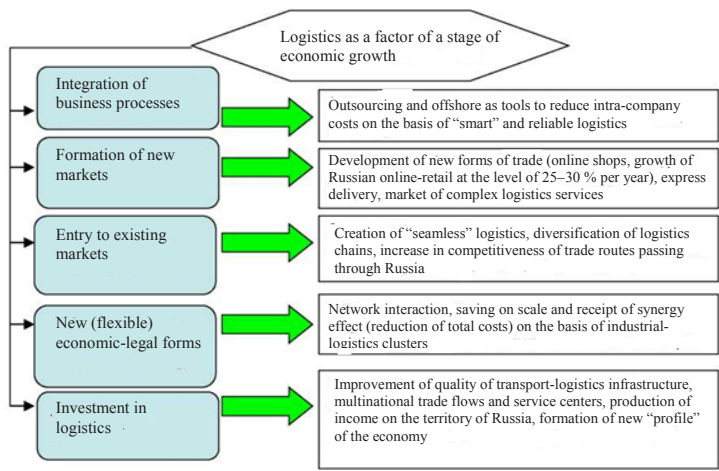 Logistics as a factor of a stage of
economic growth
Integration of
business processes
Outsourcing and offshore as tools to reduce intra-company
costs on the basis of “smart” and reliable logistics
Formation of new
markets
Development of new forms of trade (online shops, growth of
Russian online-retail at the level of 25–30 % per year), express
delivery, market of complex logistics services
Entry to existing
markets
Creation of “seamless” logistics, diversification of logistics
chains, increase in competitiveness of trade routes passing
through Russia
New (flexible)
economic-legal forms
Network interaction, saving on scale and receipt of synergy
effect (reduction of total costs) on the basis of industrial-
logistics clusters
Investment in
logistics
Improvement of quality of transport-logistics infrastructure,
multinational trade flows and service centers, production of
income on the territory of Russia, formation of new “profile”
of the economy